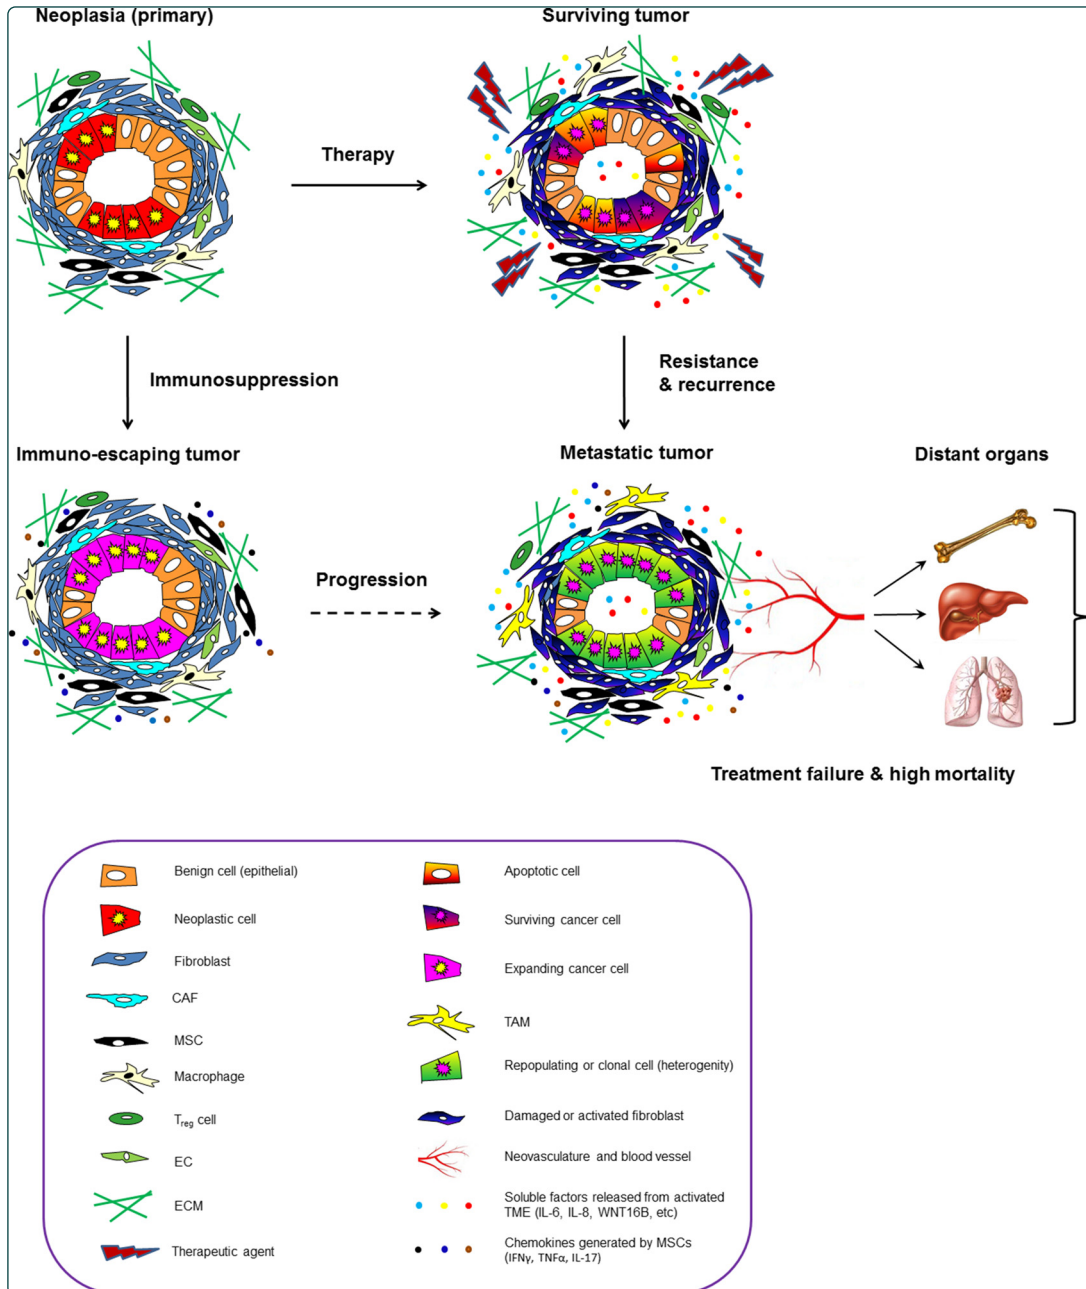 Neoplasia (primary)
Surviving tumor
Therapy
Immunosuppression
Resistance
& recurrence
Immuno-escaping tumor
Metastatic tumor
Distant organs
Progression
Treatment failure & high mortality
Benign cell (epithelial)
Neoplastic cell
Fibroblast
CAF
MSC
Macrophage
Treg cell
EC
ECM
Therapeutic agent
Apoptotic cell
Surviving cancer cell
Expanding cancer cell
TAM
Repopulating or clonal cell (heterogenity)
Damaged or activated fibroblast
Neovasculature and blood vessel
Soluble factors released from activated
TME (IL-6, IL-8, WNT16B, etc)
Chemokines generated by MSCs
(IFNγ, TNFα, IL-17)